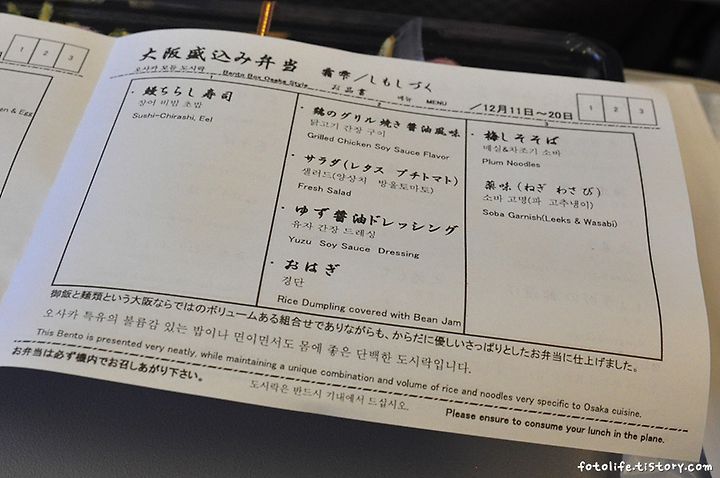 大阪盛込み弁当 霜雫/しもしづく
오사카 모듬 도시락 Bento Box Osaka Style
お品書 메뉴 MENU /12月11日～20日
1 2 3
1 2 3
en & Egg
1
・鰻ちらし寿司
장어 비빔 초밥
Sushi-Chirashi, Eel
2
・鶏のグリル焼き醤油風味
닭고기 간장 구이
Grilled Chicken Soy Sauce Flavor
・サラダ(レタス プチトマト)
샐러드(양상치 방울토마토)
Fresh Salad
・ゆず醤油ドレッシング
유자 간장 드레싱
Yuzu Soy Sauce Dressing
・おはぎ
경단
Rice Dumpling covered with Bean Jam
3
・梅しそそば
매실&차조기 소바
Plum Noodles
薬味(ねぎ わさび)
소바 고명(파 고추냉이)
Soba Garnish(Leeks & Wasabi)
御飯と麺類という大阪ならではのボリュームある組合せでありながらも、からだに優しいさっぱりとしたお弁当に仕上げました。
오사카 특유의 볼륨감 있는 밥이나 면이면서도 몸에 좋은 단백한 도시락입니다.
This Bento is presented very neatly, while maintaining a unique combination and volume of rice and noodles very specific to Osaka cuisine.
お弁当は必ず機内でお召しあがり下さい。
도시락은 반드시 기내에서 드십시오.
Please ensure to consume your lunch in the plane.
fotolife.tistory.com